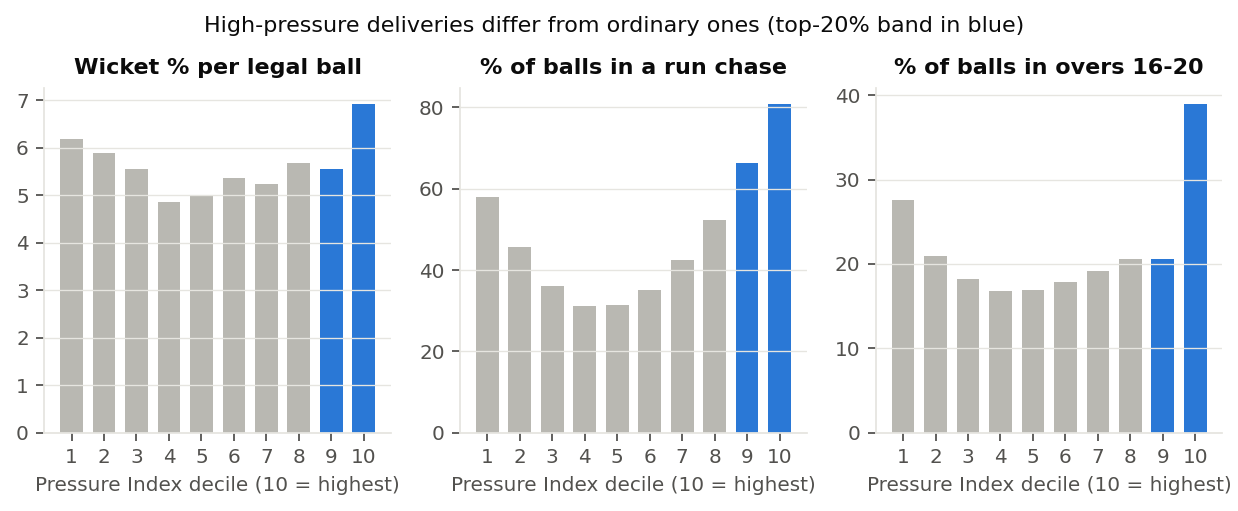 High-pressure deliveries differ from ordinary ones (top-20% band in blue)
Wicket % per legal ball
7
6
5
4
3
2
1
0
1 2 3 4 5 6 7 8 9 10
Pressure Index decile (10 = highest)
% of balls in a run chase
80
60
40
20
0
1 2 3 4 5 6 7 8 9 10
Pressure Index decile (10 = highest)
% of balls in overs 16-20
40
30
20
10
0
1 2 3 4 5 6 7 8 9 10
Pressure Index decile (10 = highest)